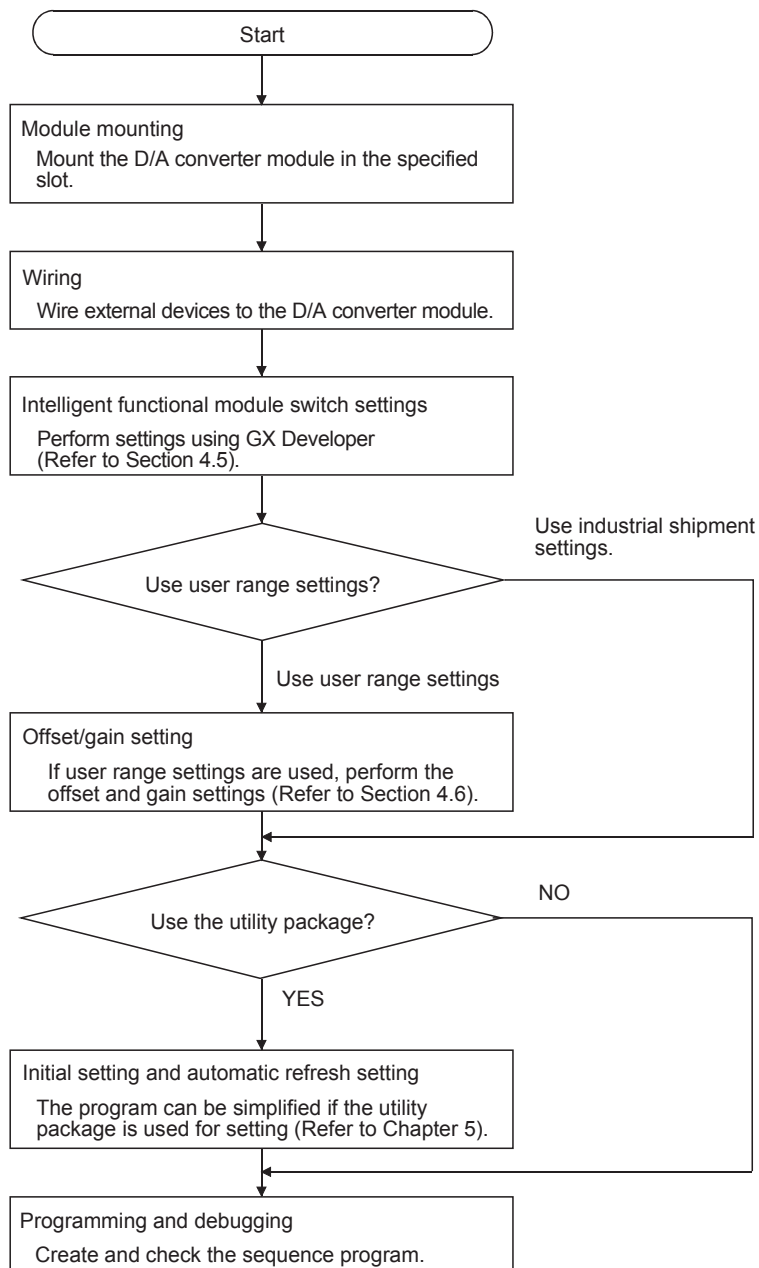 Start
Module mounting
Mount the D/A converter module in the specified
slot.
Wiring
Wire external devices to the D/A converter module.
Intelligent functional module switch settings
Perform settings using GX Developer
(Refer to Section 4.5).
Use industrial shipment
settings.
Use user range settings?
Use user range settings
Offset/gain setting
If user range settings are used, perform the
offset and gain settings (Refer to Section 4.6).
NO
Use the utility package?
YES
Initial setting and automatic refresh setting
The program can be simplified if the utility
package is used for setting (Refer to Chapter 5).
Programming and debugging
Create and check the sequence program.